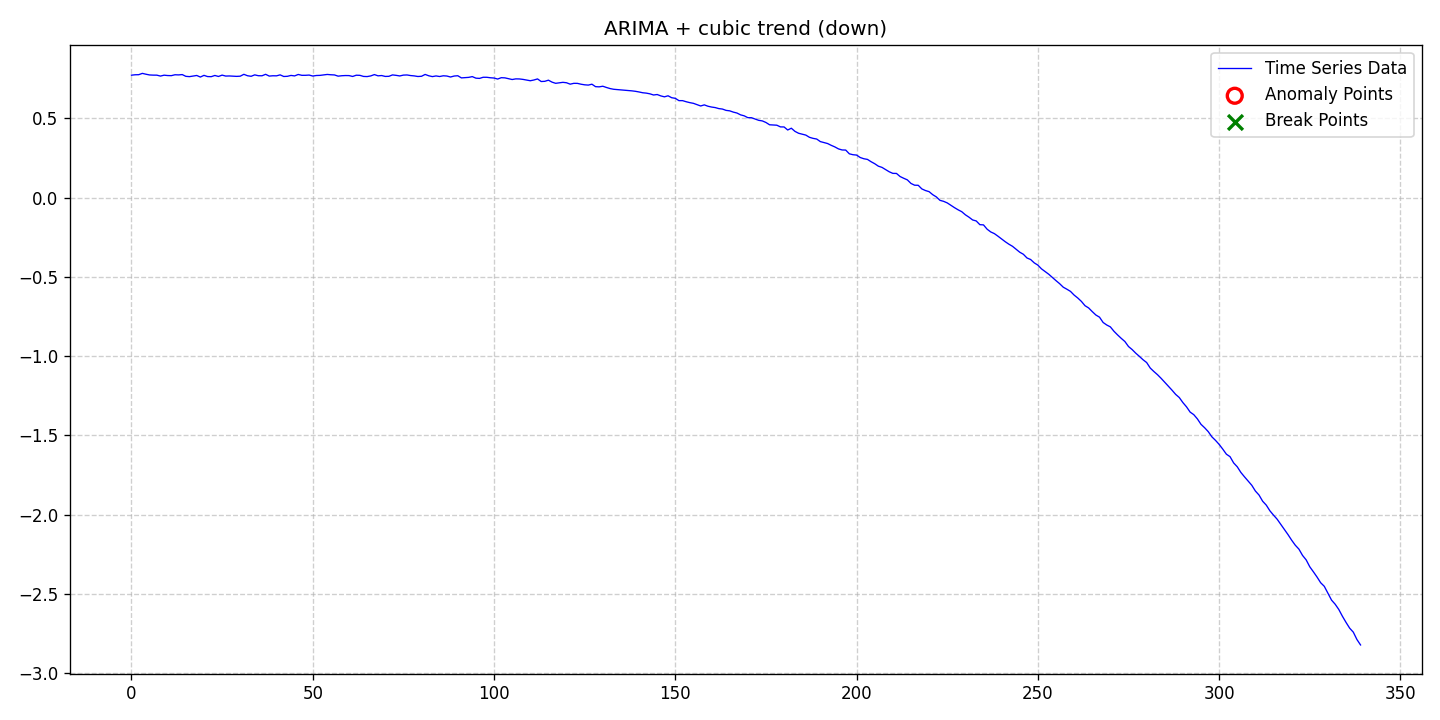 ARIMA + cubic trend (down)
Time Series Data
Anomaly Points
Break Points
0.5
0.0
−0.5
−1.0
−1.5
−2.0
−2.5
−3.0
0 50 100 150 200 250 300 350